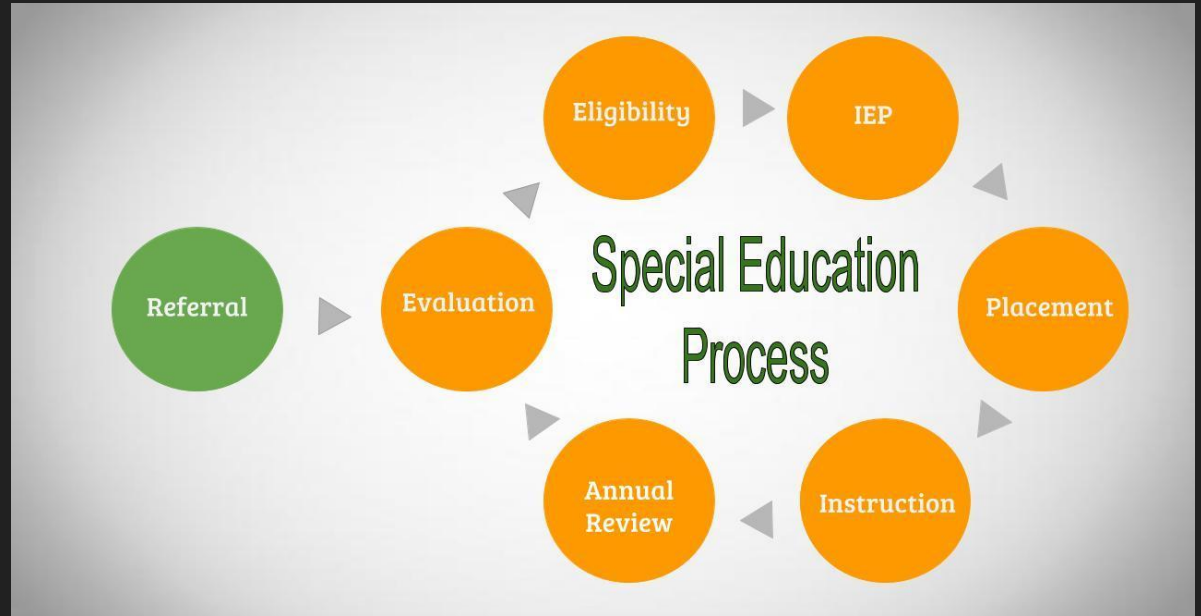 Referral
Evaluation
Eligibility
IEP
Placement
Instruction
Annual
Review
Special Education
Process